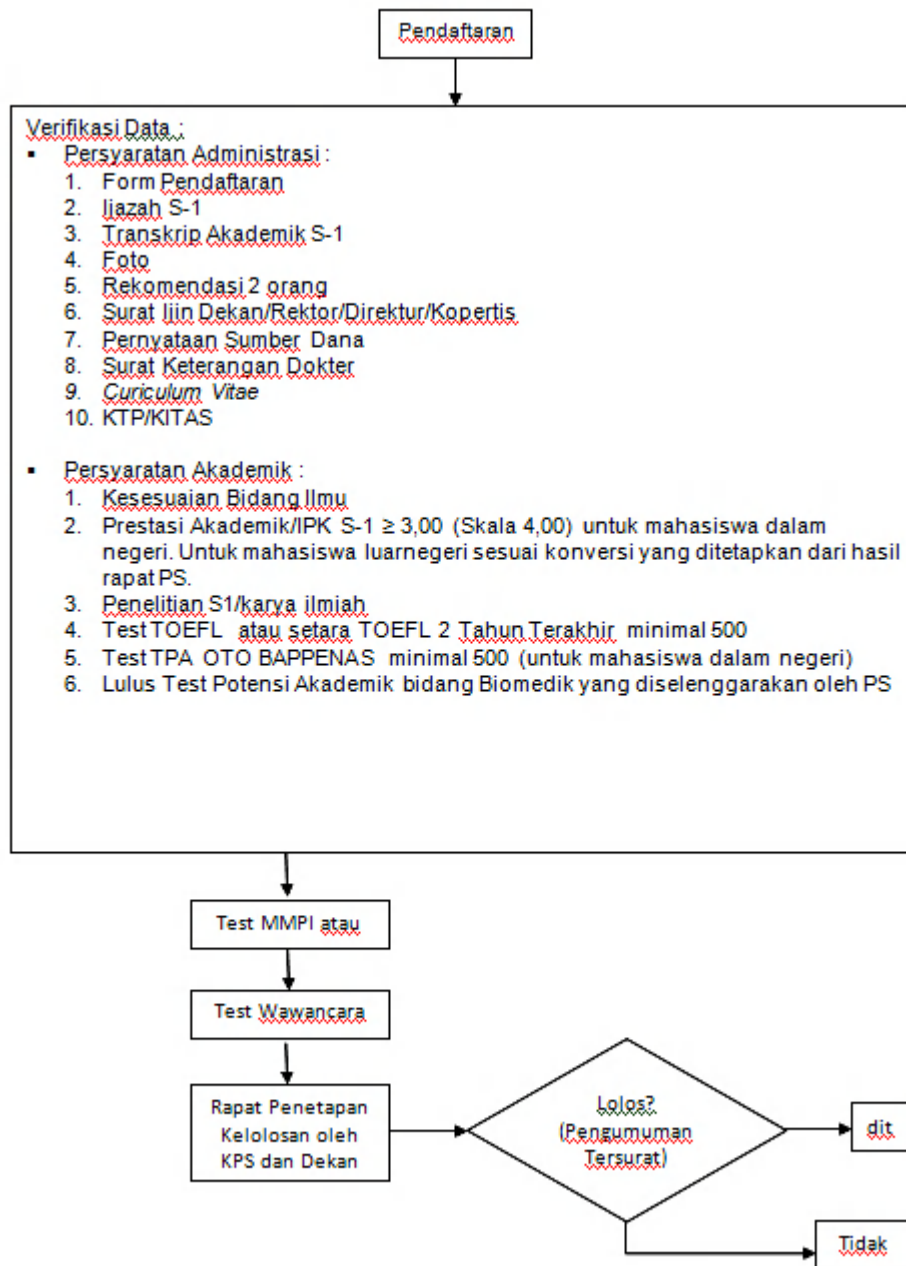 Pendaftaran
Verifikasi Data :
▪ Persyaratan Administrasi :
1. Form Pendaftaran
2. Ijazah S-1
3. Transkrip Akademik S-1
4. Foto
5. Rekomendasi 2 orang
6. Surat Ijin Dekan/Rektor/Direktur/Kopertis
7. Pernyataan Sumber Dana
8. Surat Keterangan Dokter
9. Curiculum Vitae
10. KTP/KITAS
▪ Persyaratan Akademik :
1. Kesesuaian Bidang Ilmu
2. Prestasi Akademik/IPK S-1 ≥ 3,00 (Skala 4,00) untuk mahasiswa dalam
negeri. Untuk mahasiswa luarnegeri sesuai konversi yang ditetapkan dari hasil
rapat PS.
3. Penelitian S1/karya ilmiah
4. Test TOEFL atau setara TOEFL 2 Tahun Terakhir minimal 500
5. Test TPA OTO BAPPENAS minimal 500 (untuk mahasiswa dalam negeri)
6. Lulus Test Potensi Akademik bidang Biomedik yang diselenggarakan oleh PS
Test MMPI atau
Test Wawancara
Rapat Penetapan
Kelolosan oleh
KPS dan Dekan
Lolos?
(Pengumuman
Tersurat)
dit
Tidak